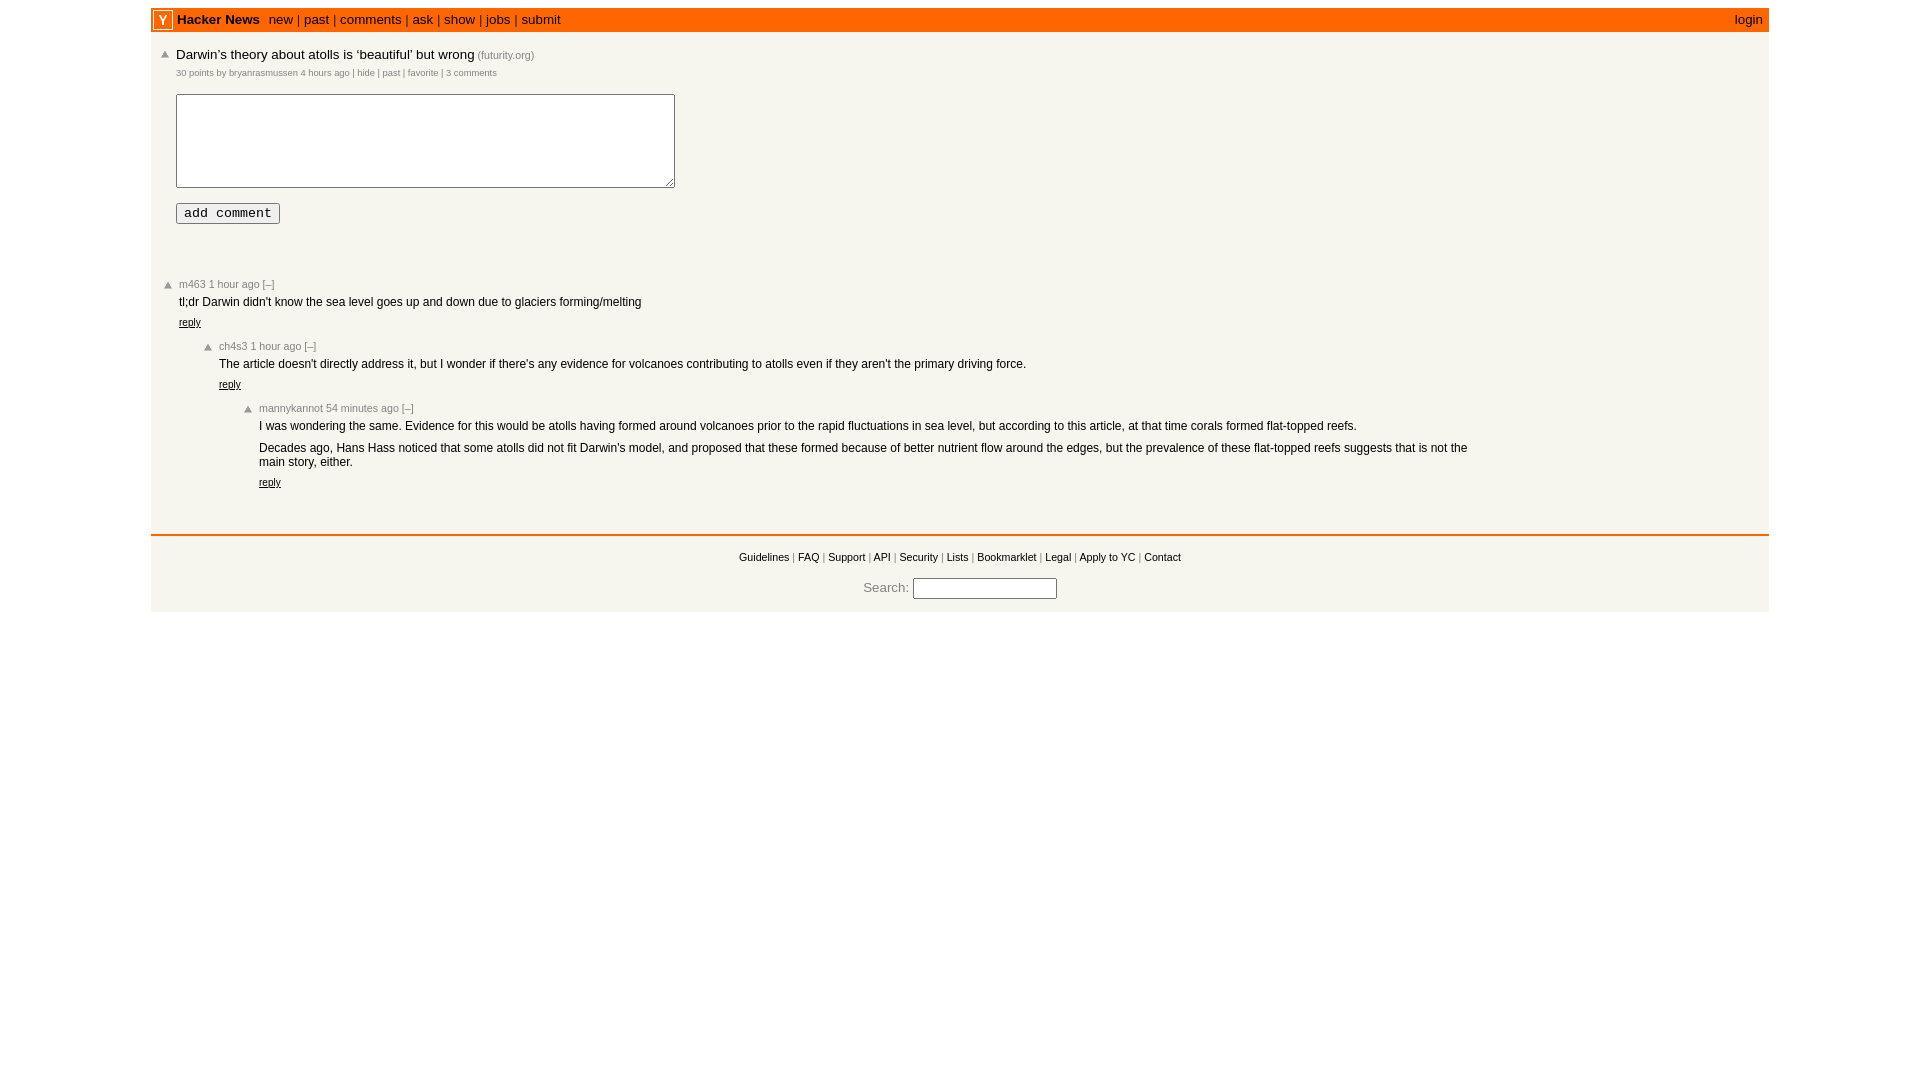 Y Hacker News new | past | comments | ask | show | jobs | submit login
Darwin’s theory about atolls is ‘beautiful’ but wrong (futurity.org)
30 points by bryanrasmussen 4 hours ago | hide | past | favorite | 3 comments
add comment
m463 1 hour ago [–]
tl;dr Darwin didn't know the sea level goes up and down due to glaciers forming/melting
reply
ch4s3 1 hour ago [–]
The article doesn't directly address it, but I wonder if there's any evidence for volcanoes contributing to atolls even if they aren't the primary driving force.
reply
mannykannot 54 minutes ago [–]
I was wondering the same. Evidence for this would be atolls having formed around volcanoes prior to the rapid fluctuations in sea level, but according to this article, at that time corals formed flat-topped reefs.
Decades ago, Hans Hass noticed that some atolls did not fit Darwin's model, and proposed that these formed because of better nutrient flow around the edges, but the prevalence of these flat-topped reefs suggests that is not the
main story, either.
reply
Guidelines | FAQ | Support | API | Security | Lists | Bookmarklet | Legal | Apply to YC | Contact
Search: